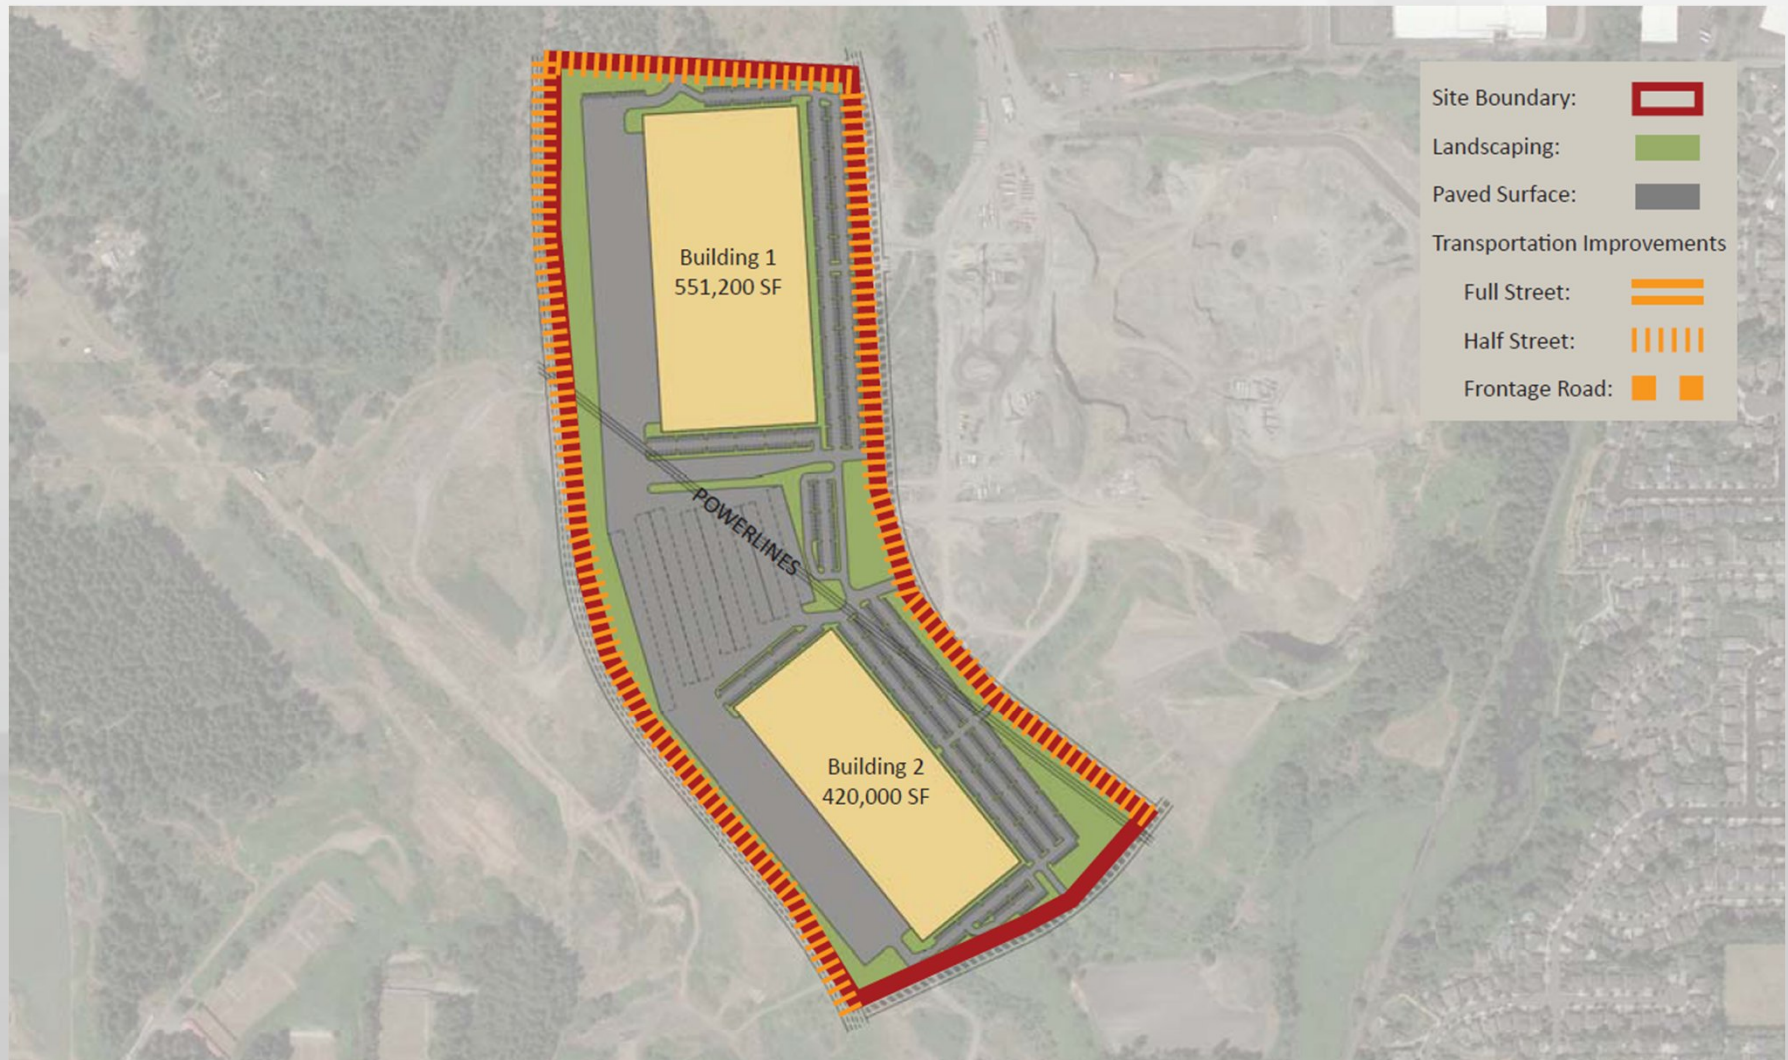 Building 1
551,200 SF
POWERLINES
Building 2
420,000 SF
Site Boundary:
Landscaping:
Paved Surface:
Transportation Improvements
Full Street:
Half Street:
Frontage Road: